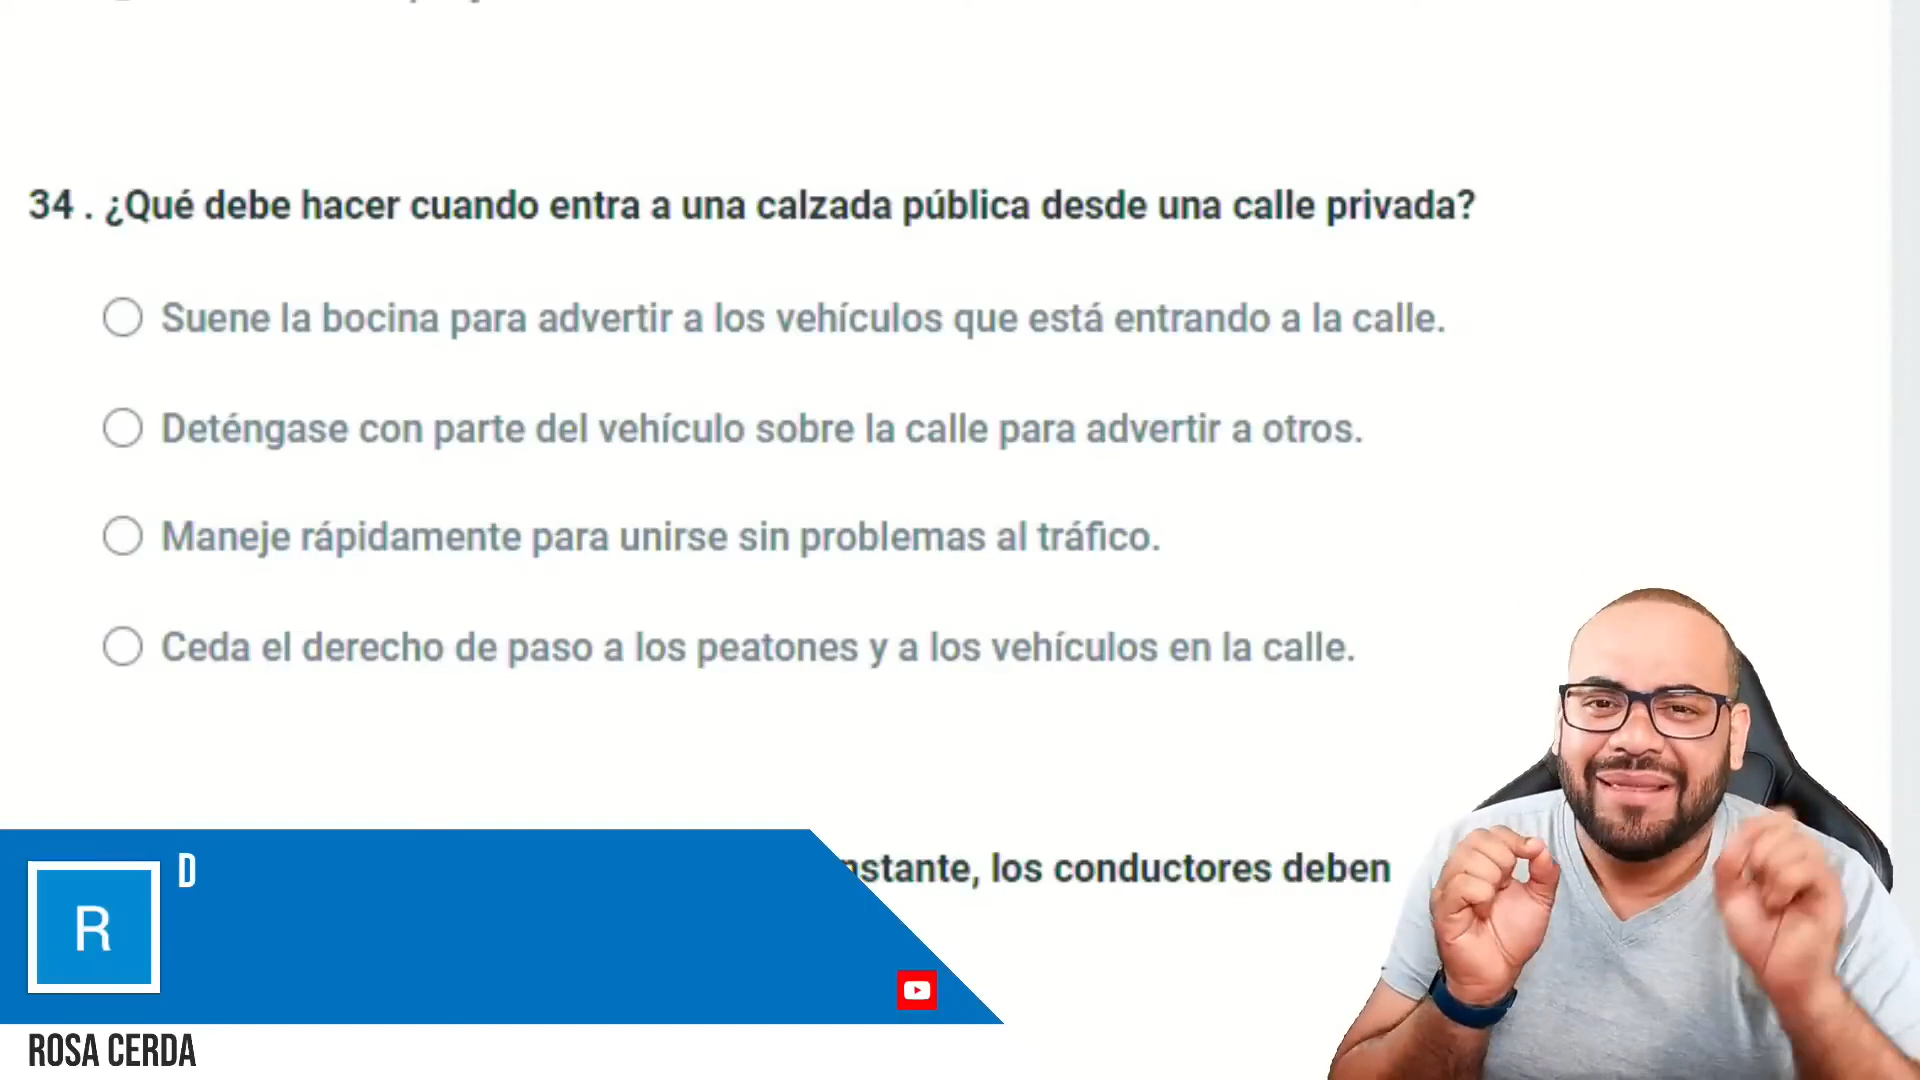 34 . ¿Qué debe hacer cuando entra a una calzada pública desde una calle privada?
Suene la bocina para advertir a los vehículos que está entrando a la calle.
Deténgase con parte del vehículo sobre la calle para advertir a otros.
Maneje rápidamente para unirse sin problemas al tráfico.
Ceda el derecho de paso a los peatones y a los vehículos en la calle.
los conductores deben
D
R
ROSA CERDA